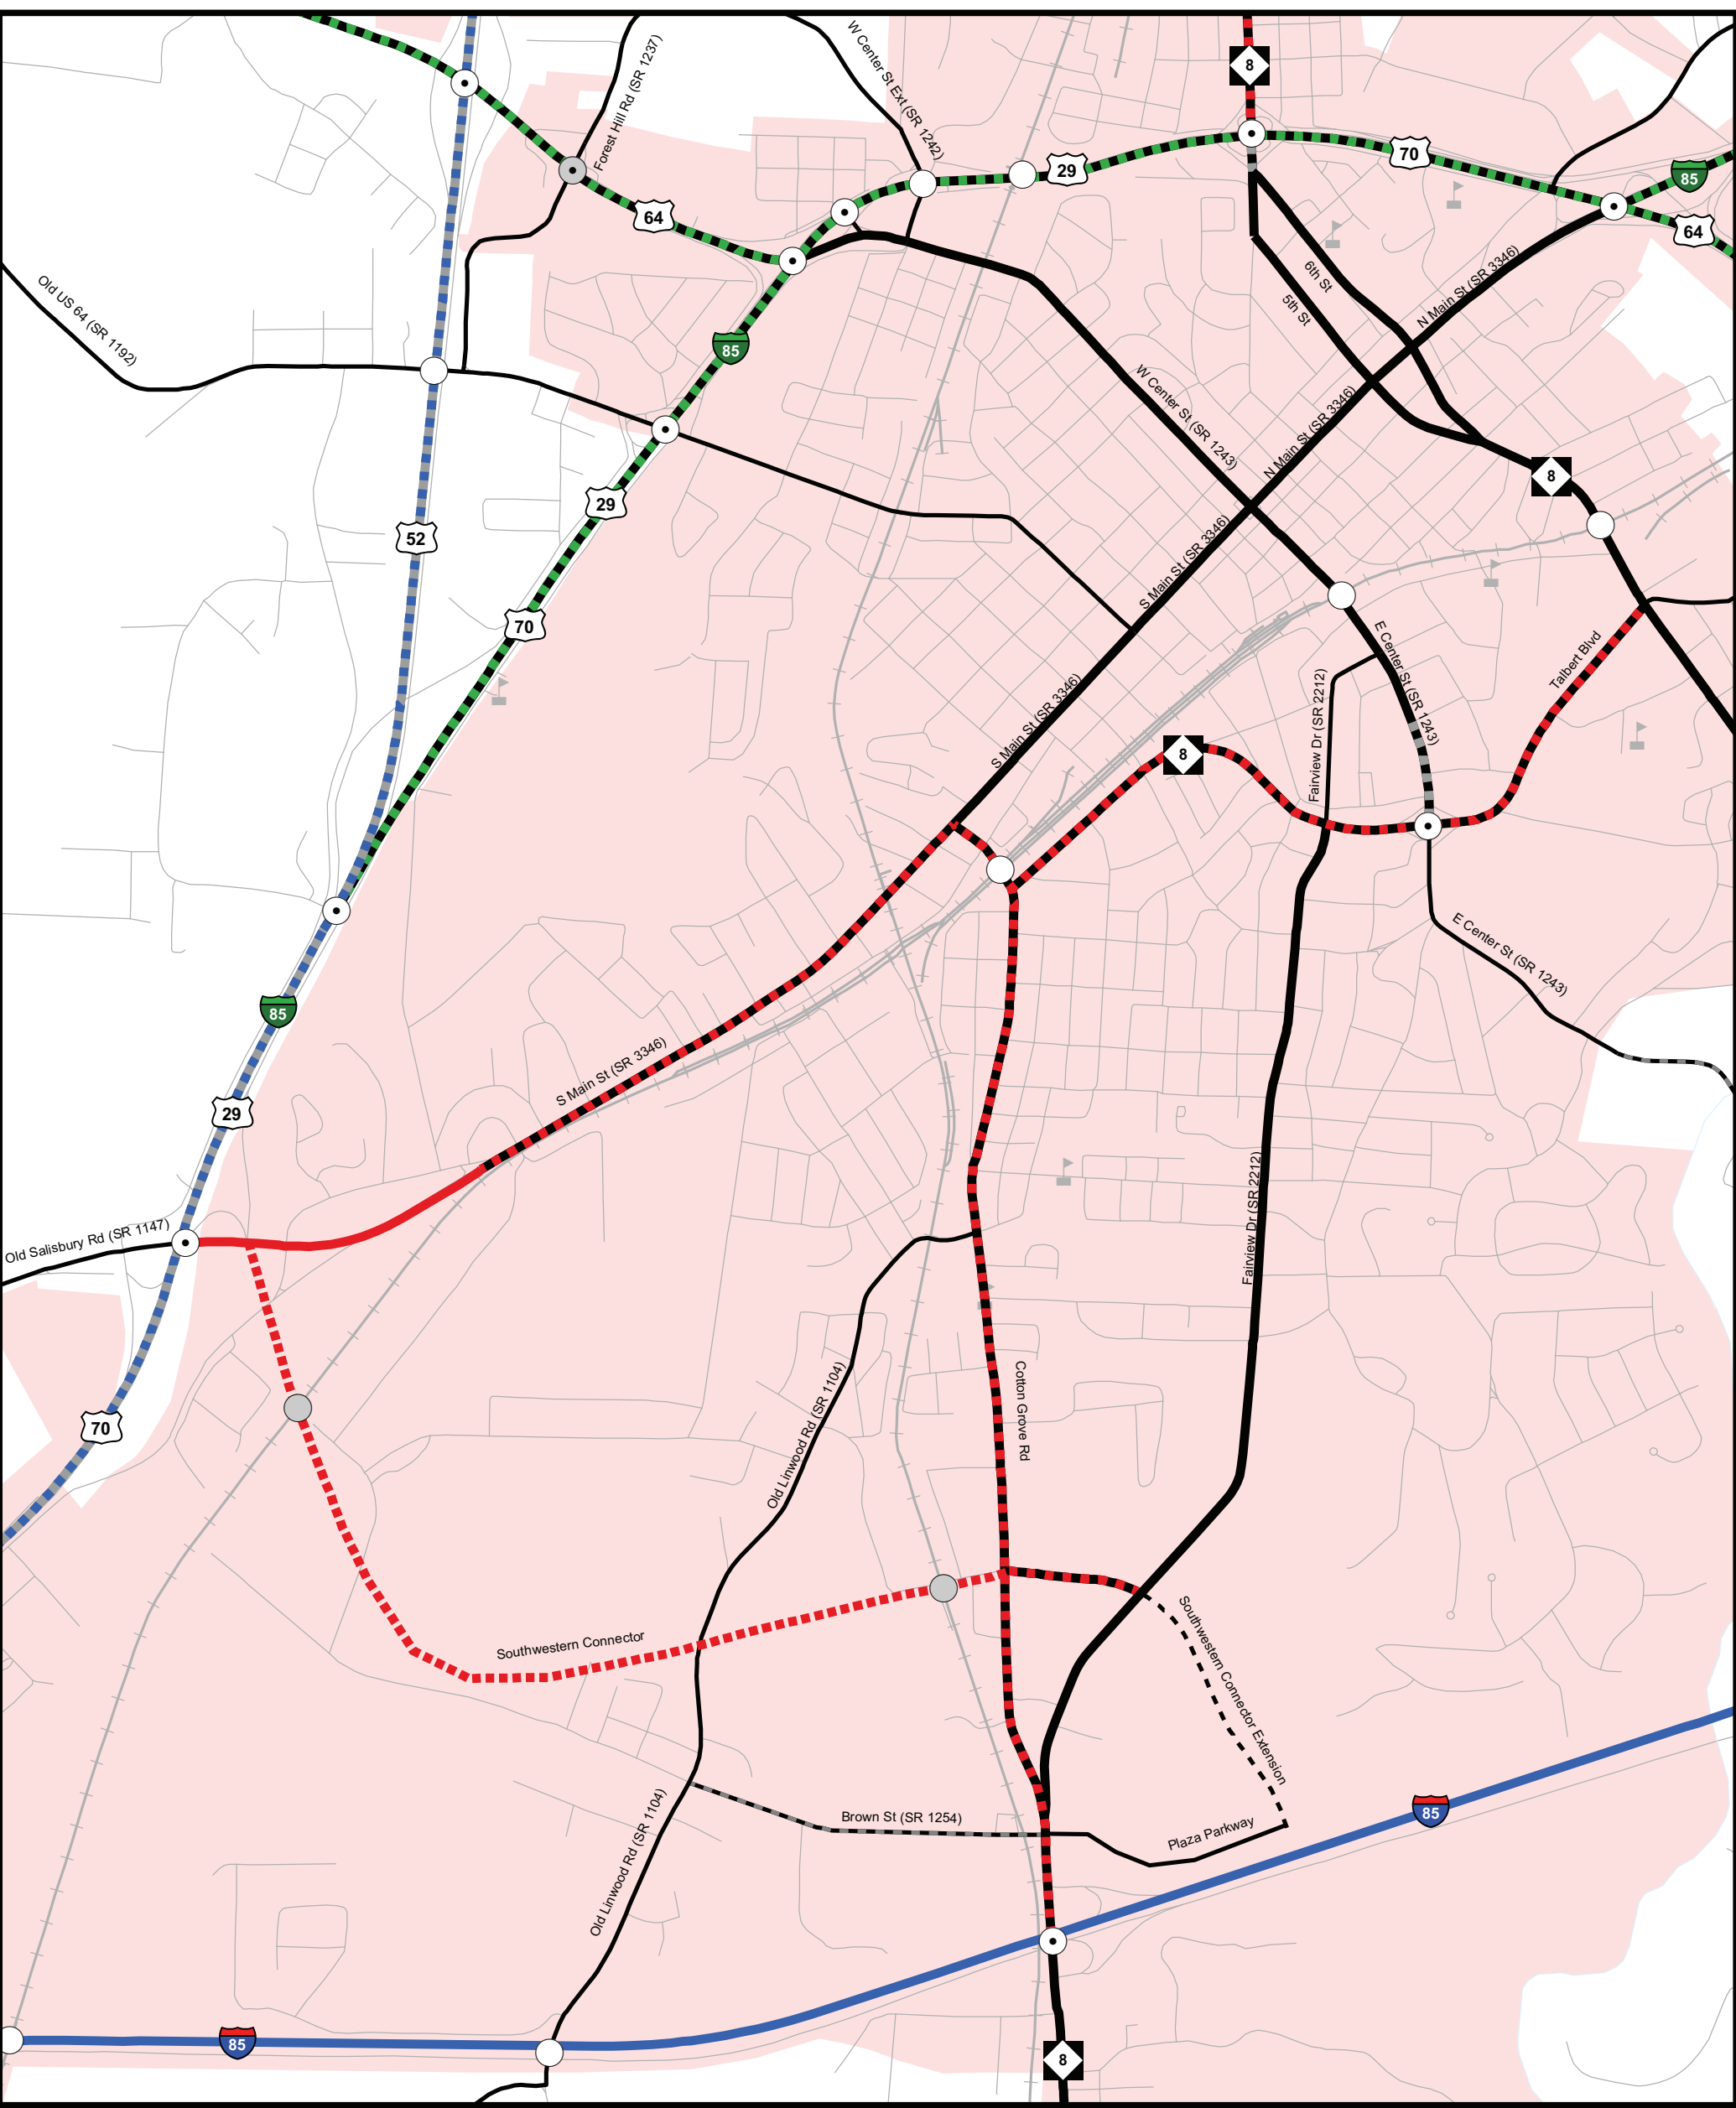 8
Forest Hill Rd (SR 1237)
W Center St Ext (SR 1242)
29
70
85
64
64
Old US 64 (SR 1192)
6th St
5th St
N Main St (SR 3346)
85
W Center St (SR 1243)
N Main St (SR 3346)
8
29
52
S Main St (SR 3346)
70
E Center St (SR 1243)
Talbert Blvd
Fairview Dr (SR 2212)
S Main St (SR 3346)
8
E Center St (SR 1243)
85
S Main St (SR 3346)
29
Fairview Dr (SR 2212)
Old Salisbury Rd (SR 1147)
Cotton Grove Rd
Old Linwood Rd (SR 1104)
70
Southwestern Connector
Southwestern Connector Extension
85
Brown St (SR 1254)
Plaza Parkway
Old Linwood Rd (SR 1104)
85
8